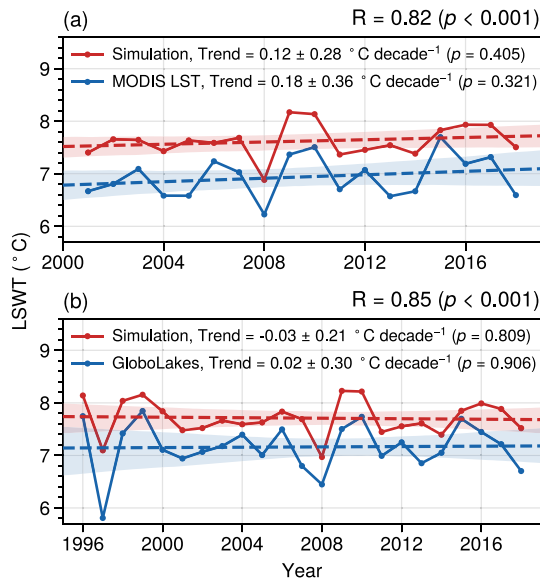 (a) R = 0.82 (p < 0.001)
Simulation, Trend = 0.12 ± 0.28 °C decade⁻¹ (p = 0.405)
MODIS LST, Trend = 0.18 ± 0.36 °C decade⁻¹ (p = 0.321)
9
8
7
6
2000 2004 2008 2012 2016
LSWT (°C)
(b) R = 0.85 (p < 0.001)
Simulation, Trend = -0.03 ± 0.21 °C decade⁻¹ (p = 0.809)
GloboLakes, Trend = 0.02 ± 0.30 °C decade⁻¹ (p = 0.906)
9
8
7
6
1996 2000 2004 2008 2012 2016
Year